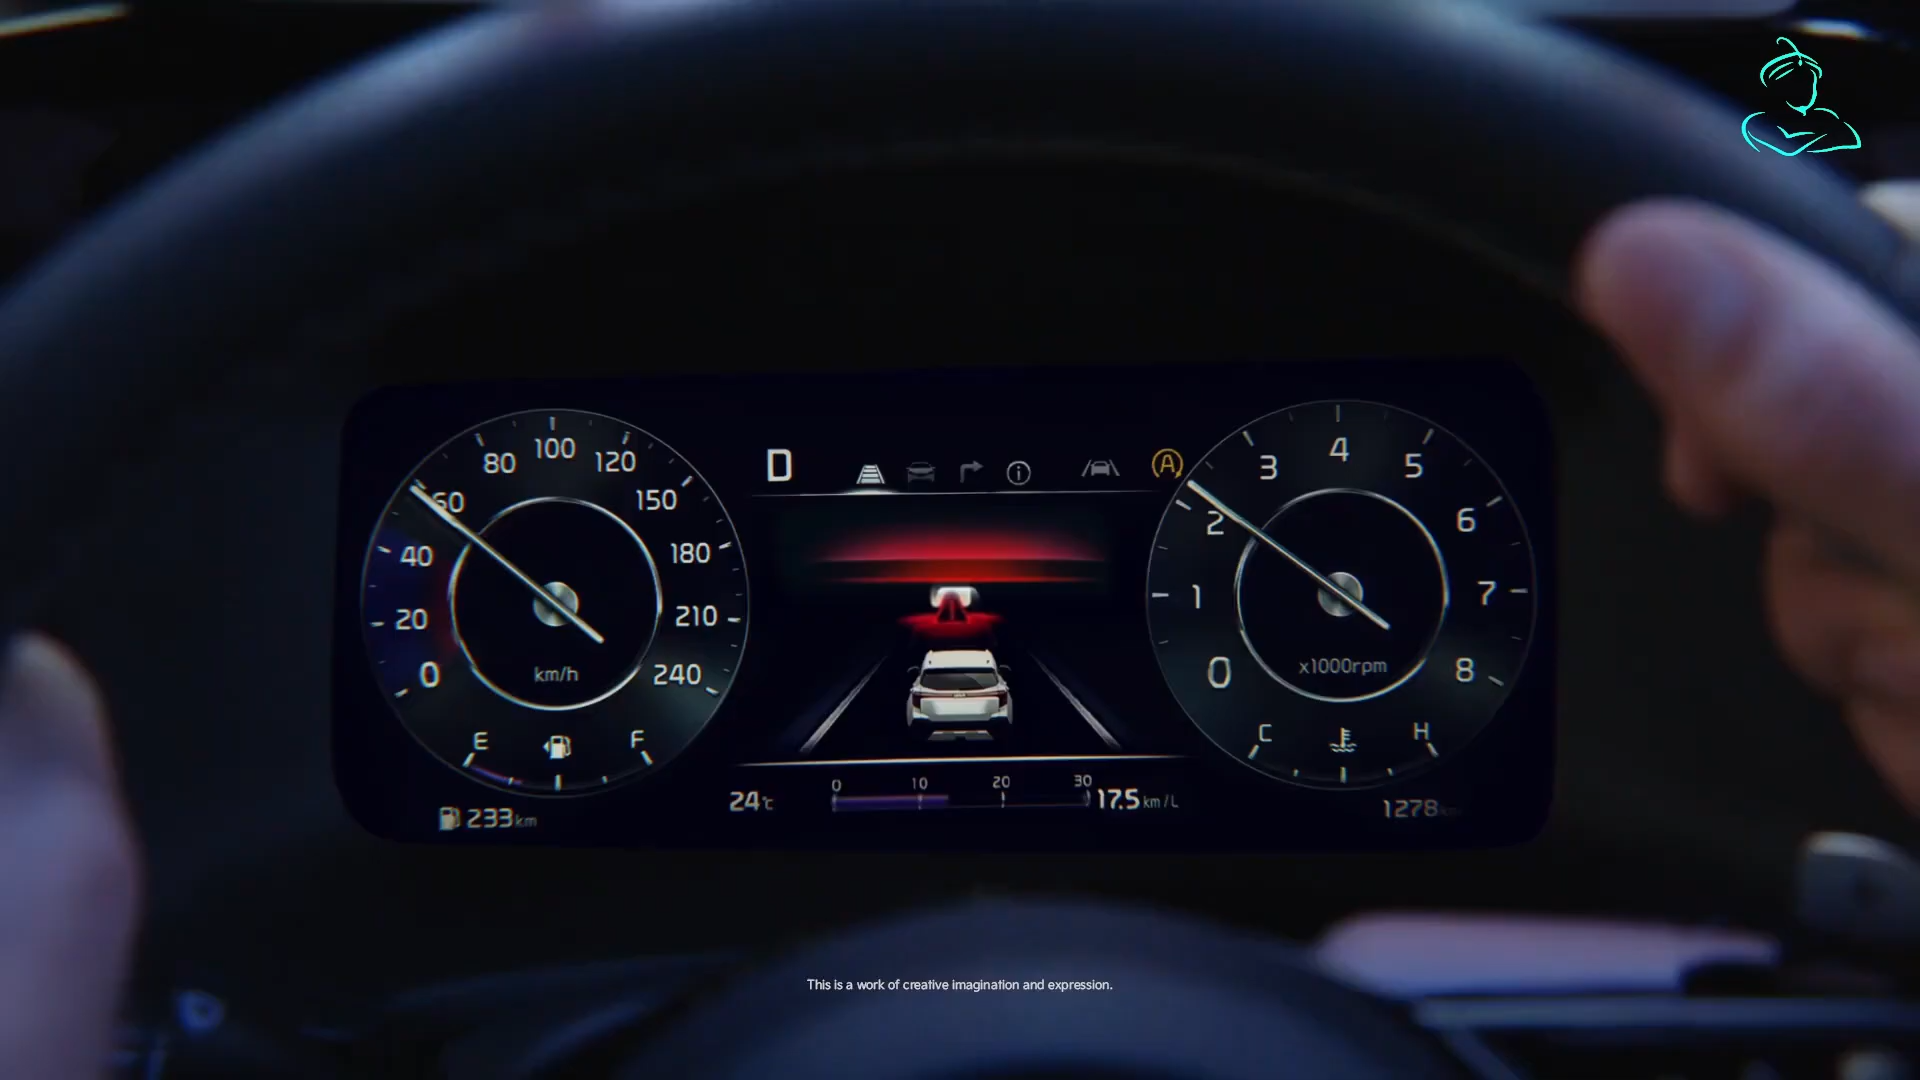 80 100 120
60 150
40 180
20 210
0 240
km/h
E F
233 km
D
A
24°c
0 10 20 30
17.5 km/L
3 4 5
2 6
1 7
0 8
x1000rpm
C H
1278
This is a work of creative imagination and expression.